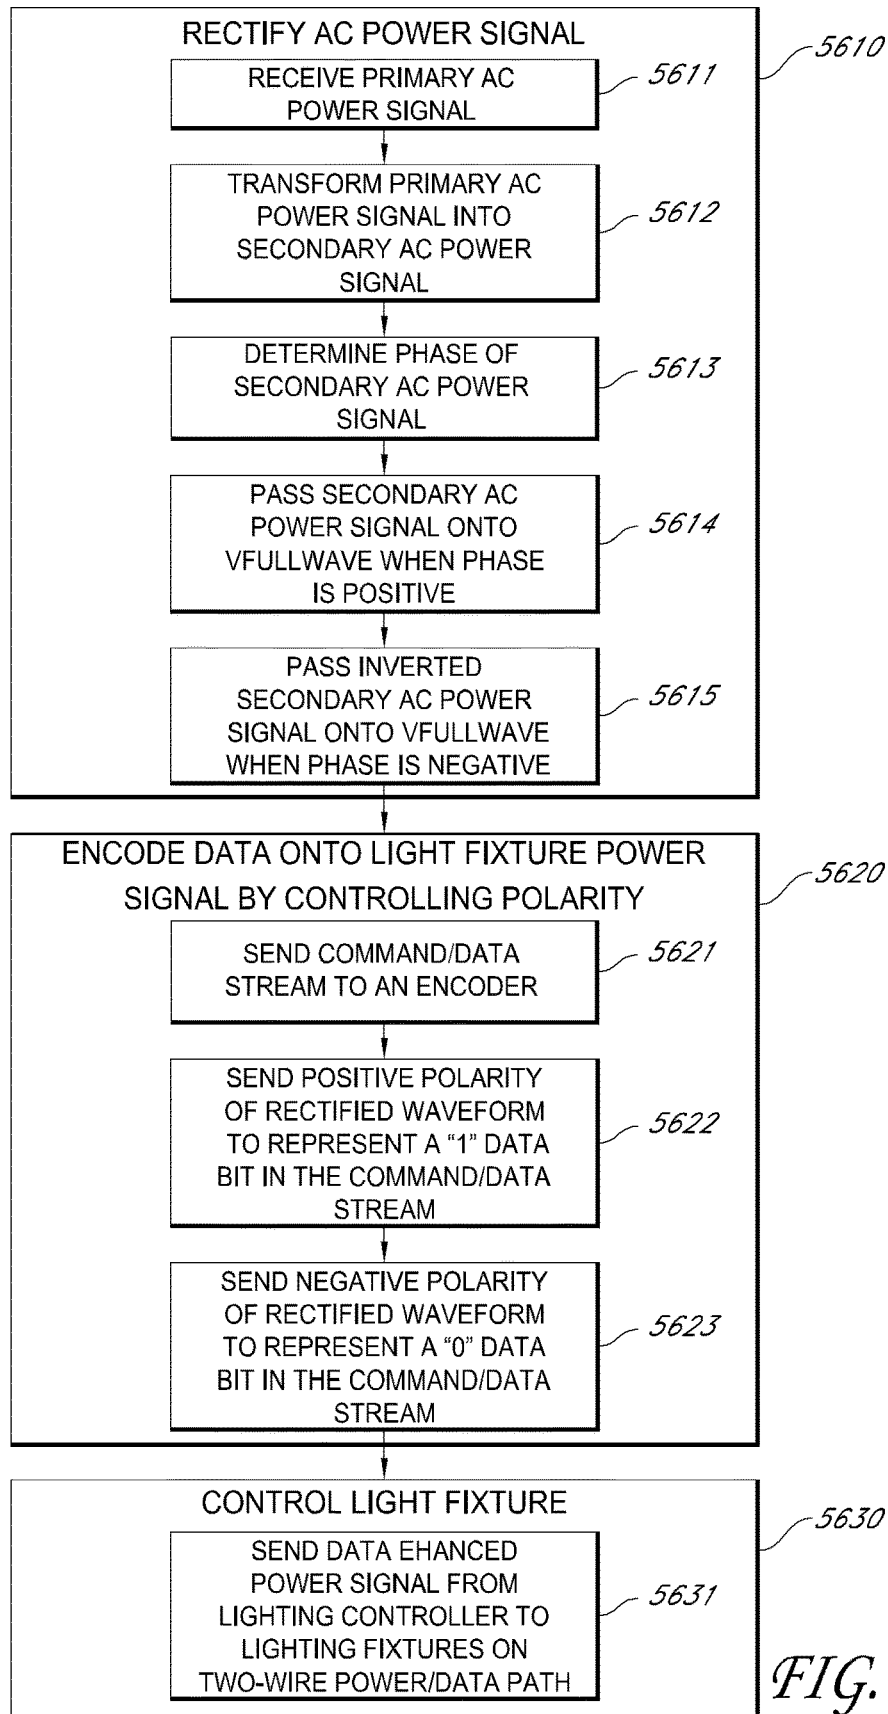 RECTIFY AC POWER SIGNAL
5610
RECEIVE PRIMARY AC
POWER SIGNAL
5611
TRANSFORM PRIMARY AC
POWER SIGNAL INTO
SECONDARY AC POWER
SIGNAL
5612
DETERMINE PHASE OF
SECONDARY AC POWER
SIGNAL
5613
PASS SECONDARY AC
POWER SIGNAL ONTO
VFULLWAVE WHEN PHASE
IS POSITIVE
5614
PASS INVERTED
SECONDARY AC POWER
SIGNAL ONTO VFULLWAVE
WHEN PHASE IS NEGATIVE
5615
ENCODE DATA ONTO LIGHT FIXTURE POWER
SIGNAL BY CONTROLLING POLARITY
5620
SEND COMMAND/DATA
STREAM TO AN ENCODER
5621
SEND POSITIVE POLARITY
OF RECTIFIED WAVEFORM
TO REPRESENT A “1” DATA
BIT IN THE COMMAND/DATA
STREAM
5622
SEND NEGATIVE POLARITY
OF RECTIFIED WAVEFORM
TO REPRESENT A “0” DATA
BIT IN THE COMMAND/DATA
STREAM
5623
CONTROL LIGHT FIXTURE
5630
SEND DATA EHANCED
POWER SIGNAL FROM
LIGHTING CONTROLLER TO
LIGHTING FIXTURES ON
TWO-WIRE POWER/DATA PATH
5631
FIG.